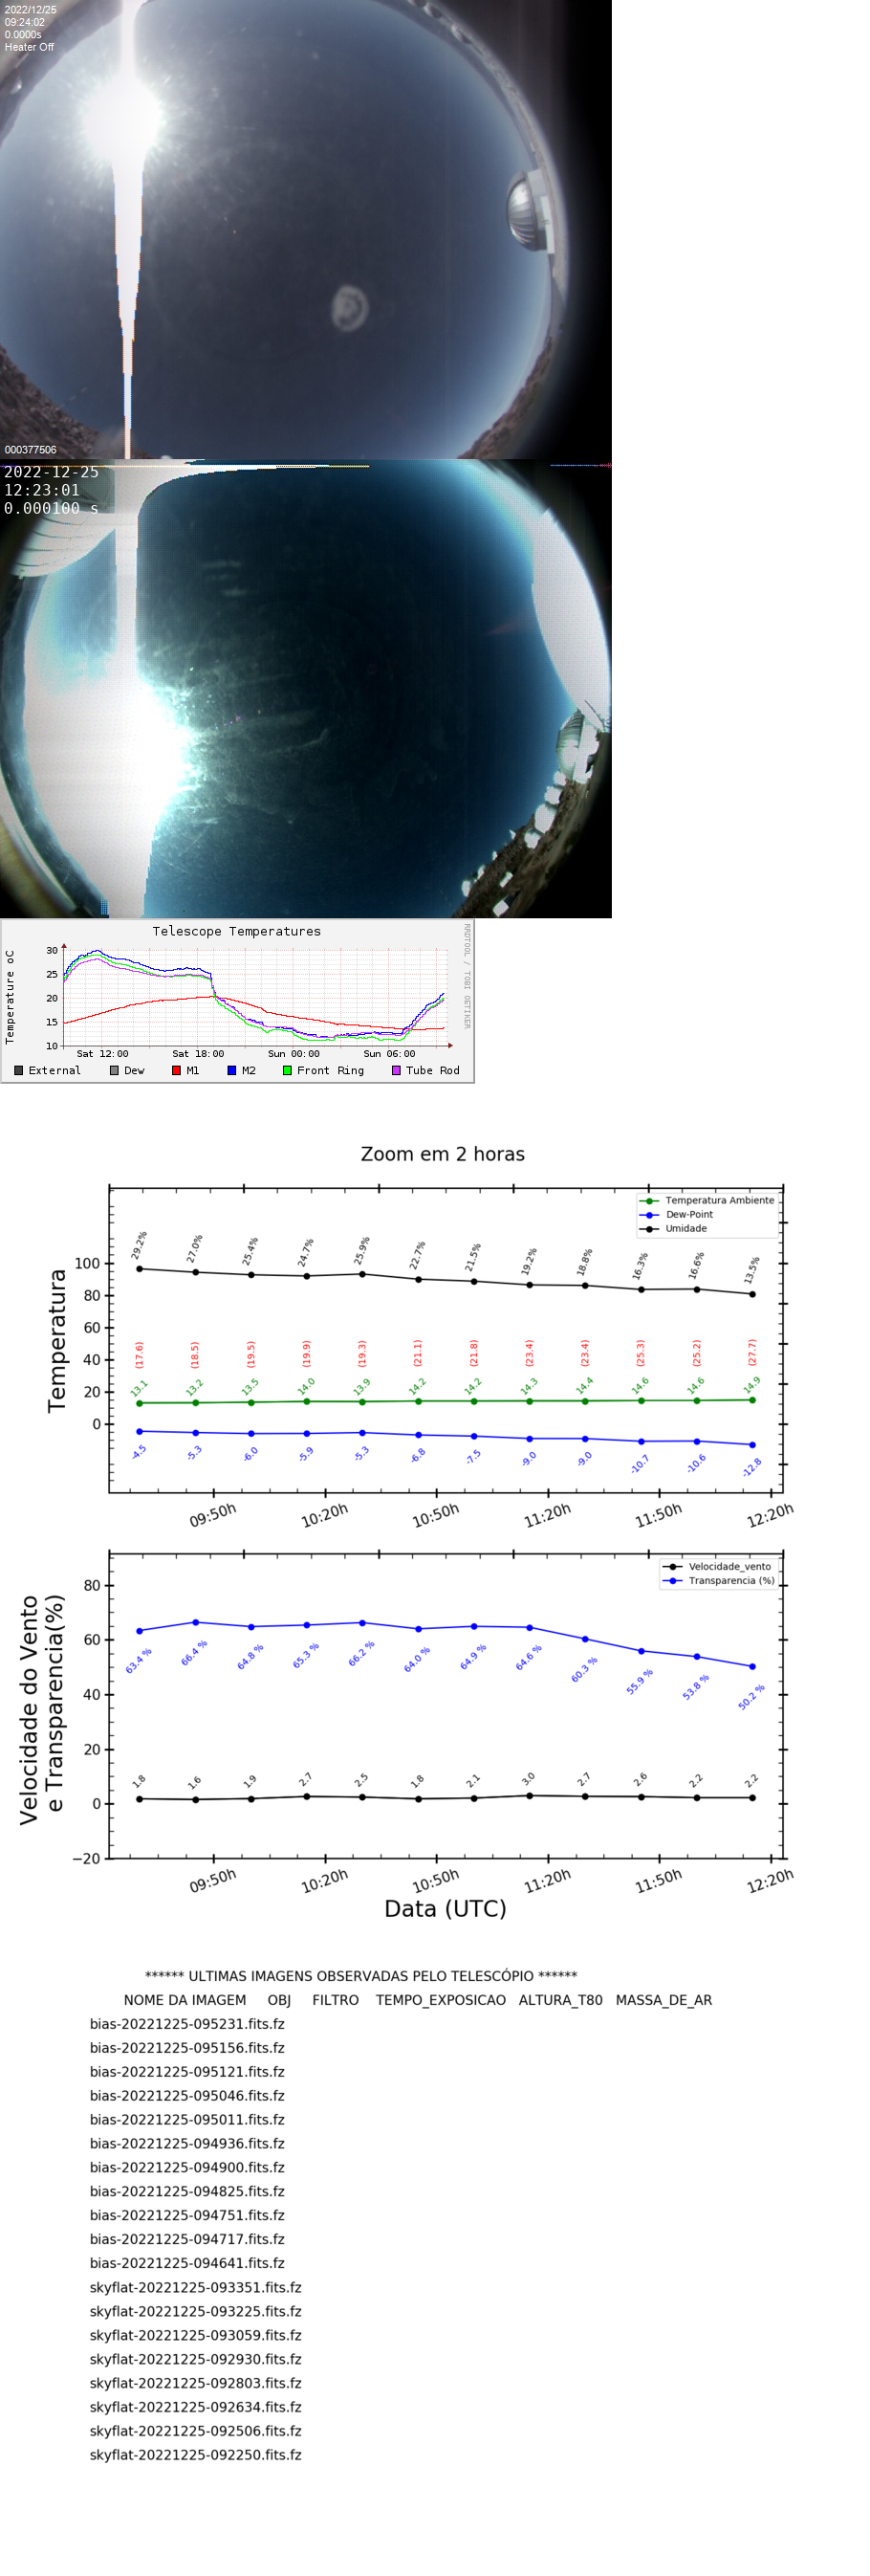 2022/12/25
09:24:02
0.0000s
Heater Off
000377506
2022-12-25
12:23:01
0.000100 s
Telescope Temperatures
RRDTOOL / TOBI OETIKER
Temperature oC
30
25
20
15
10
Sat 12:00 Sat 18:00 Sun 00:00 Sun 06:00
External Dew M1 M2 Front Ring Tube Rod
Zoom em 2 horas
Temperatura Ambiente
Dew-Point
Umidade
Temperatura
100
80
60
40
20
0
29.2% 27.0% 25.4% 24.7% 25.9% 22.7% 21.5% 19.2% 18.8% 16.3% 16.6% 13.5%
(17.6) (18.5) (19.5) (19.9) (19.3) (21.1) (21.8) (23.4) (23.4) (25.3) (25.2) (27.7)
13.1 13.2 13.5 14.0 13.9 14.2 14.2 14.3 14.4 14.6 14.6 14.9
-4.5 -5.3 -6.0 -5.9 -5.3 -6.8 -7.5 -9.0 -9.0 -10.7 -10.6 -12.8
09:50h 10:20h 10:50h 11:20h 11:50h 12:20h
Velocidade_vento
Transparencia (%)
Velocidade do Vento
e Transparencia(%)
80
60
40
20
0
−20
63.4 % 66.4 % 64.8 % 65.3 % 66.2 % 64.0 % 64.9 % 64.6 % 60.3 % 55.9 % 53.8 % 50.2 %
1.8 1.6 1.9 2.7 2.5 1.8 2.1 3.0 2.7 2.6 2.2 2.2
09:50h 10:20h 10:50h 11:20h 11:50h 12:20h
Data (UTC)
****** ULTIMAS IMAGENS OBSERVADAS PELO TELESCÓPIO ******
NOME DA IMAGEM OBJ FILTRO TEMPO_EXPOSICAO ALTURA_T80 MASSA_DE_AR
bias-20221225-095231.fits.fz
bias-20221225-095156.fits.fz
bias-20221225-095121.fits.fz
bias-20221225-095046.fits.fz
bias-20221225-095011.fits.fz
bias-20221225-094936.fits.fz
bias-20221225-094900.fits.fz
bias-20221225-094825.fits.fz
bias-20221225-094751.fits.fz
bias-20221225-094717.fits.fz
bias-20221225-094641.fits.fz
skyflat-20221225-093351.fits.fz
skyflat-20221225-093225.fits.fz
skyflat-20221225-093059.fits.fz
skyflat-20221225-092930.fits.fz
skyflat-20221225-092803.fits.fz
skyflat-20221225-092634.fits.fz
skyflat-20221225-092506.fits.fz
skyflat-20221225-092250.fits.fz